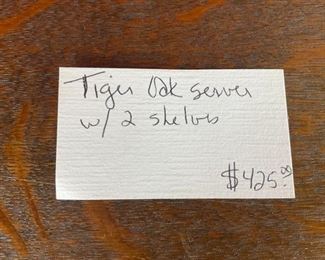 Tiger Oak server
w/ 2 shelves
$425.00